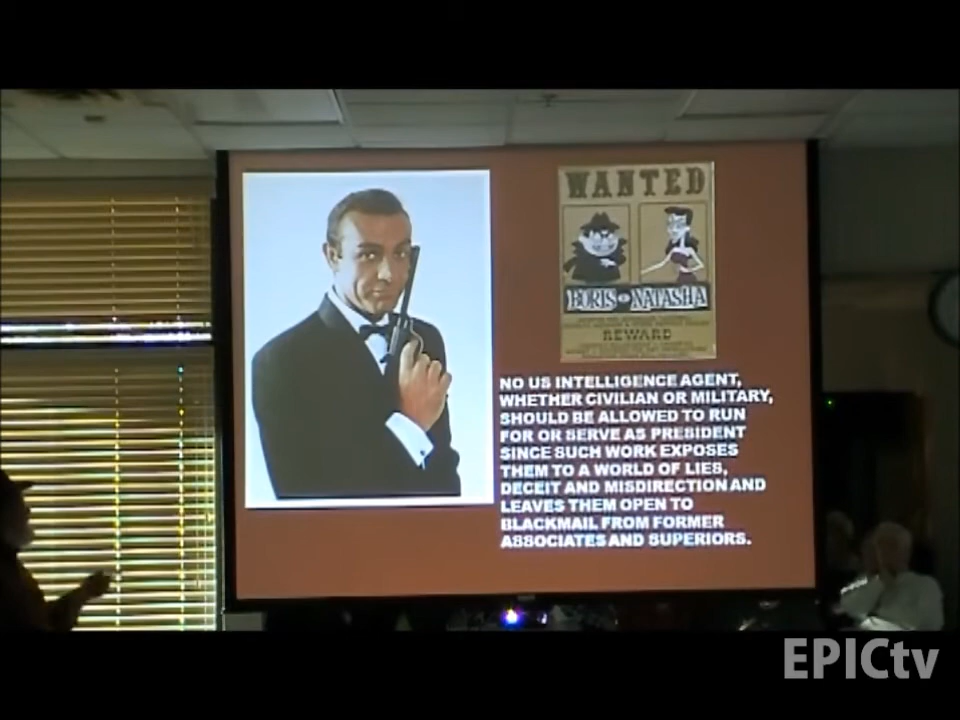 WANTED
BORIS
NATASHA
REWARD
NO US INTELLIGENCE AGENT,
WHETHER CIVILIAN OR MILITARY,
SHOULD BE ALLOWED TO RUN
FOR OR SERVE AS PRESIDENT
SINCE SUCH WORK EXPOSES
THEM TO A WORLD OF LIES,
DECEIT AND MISDIRECTION AND
LEAVES THEM OPEN TO
BLACKMAIL FROM FORMER
ASSOCIATES AND SUPERIORS.
EPICtv